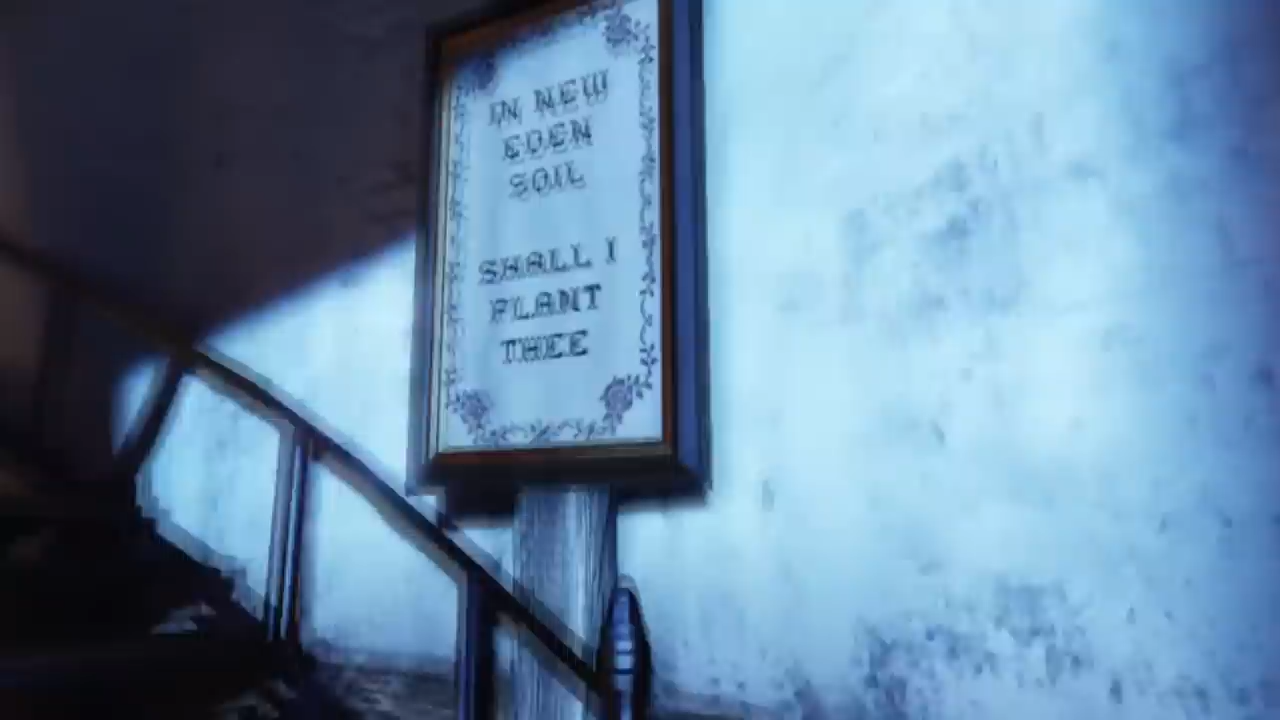 IN NEW
EDEN
SOIL
SHALL I
PLANT
THEE